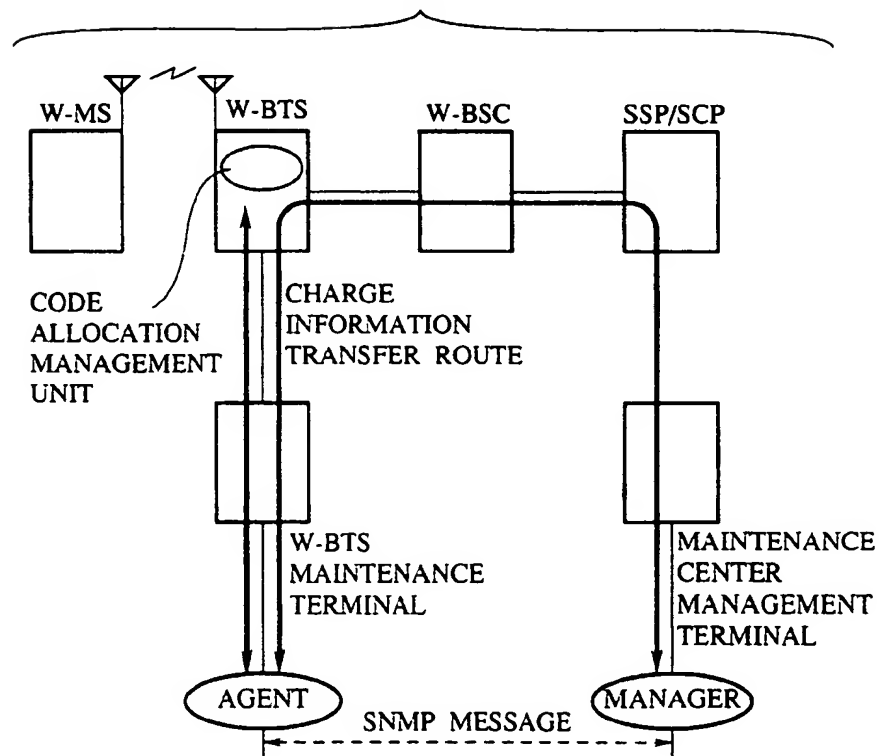 W-MS
W-BTS
W-BSC
SSP/SCP
CODE
ALLOCATION
MANAGEMENT
UNIT
CHARGE
INFORMATION
TRANSFER ROUTE
W-BTS
MAINTENANCE
TERMINAL
MAINTENANCE
CENTER
MANAGEMENT
TERMINAL
AGENT
MANAGER
SNMP MESSAGE